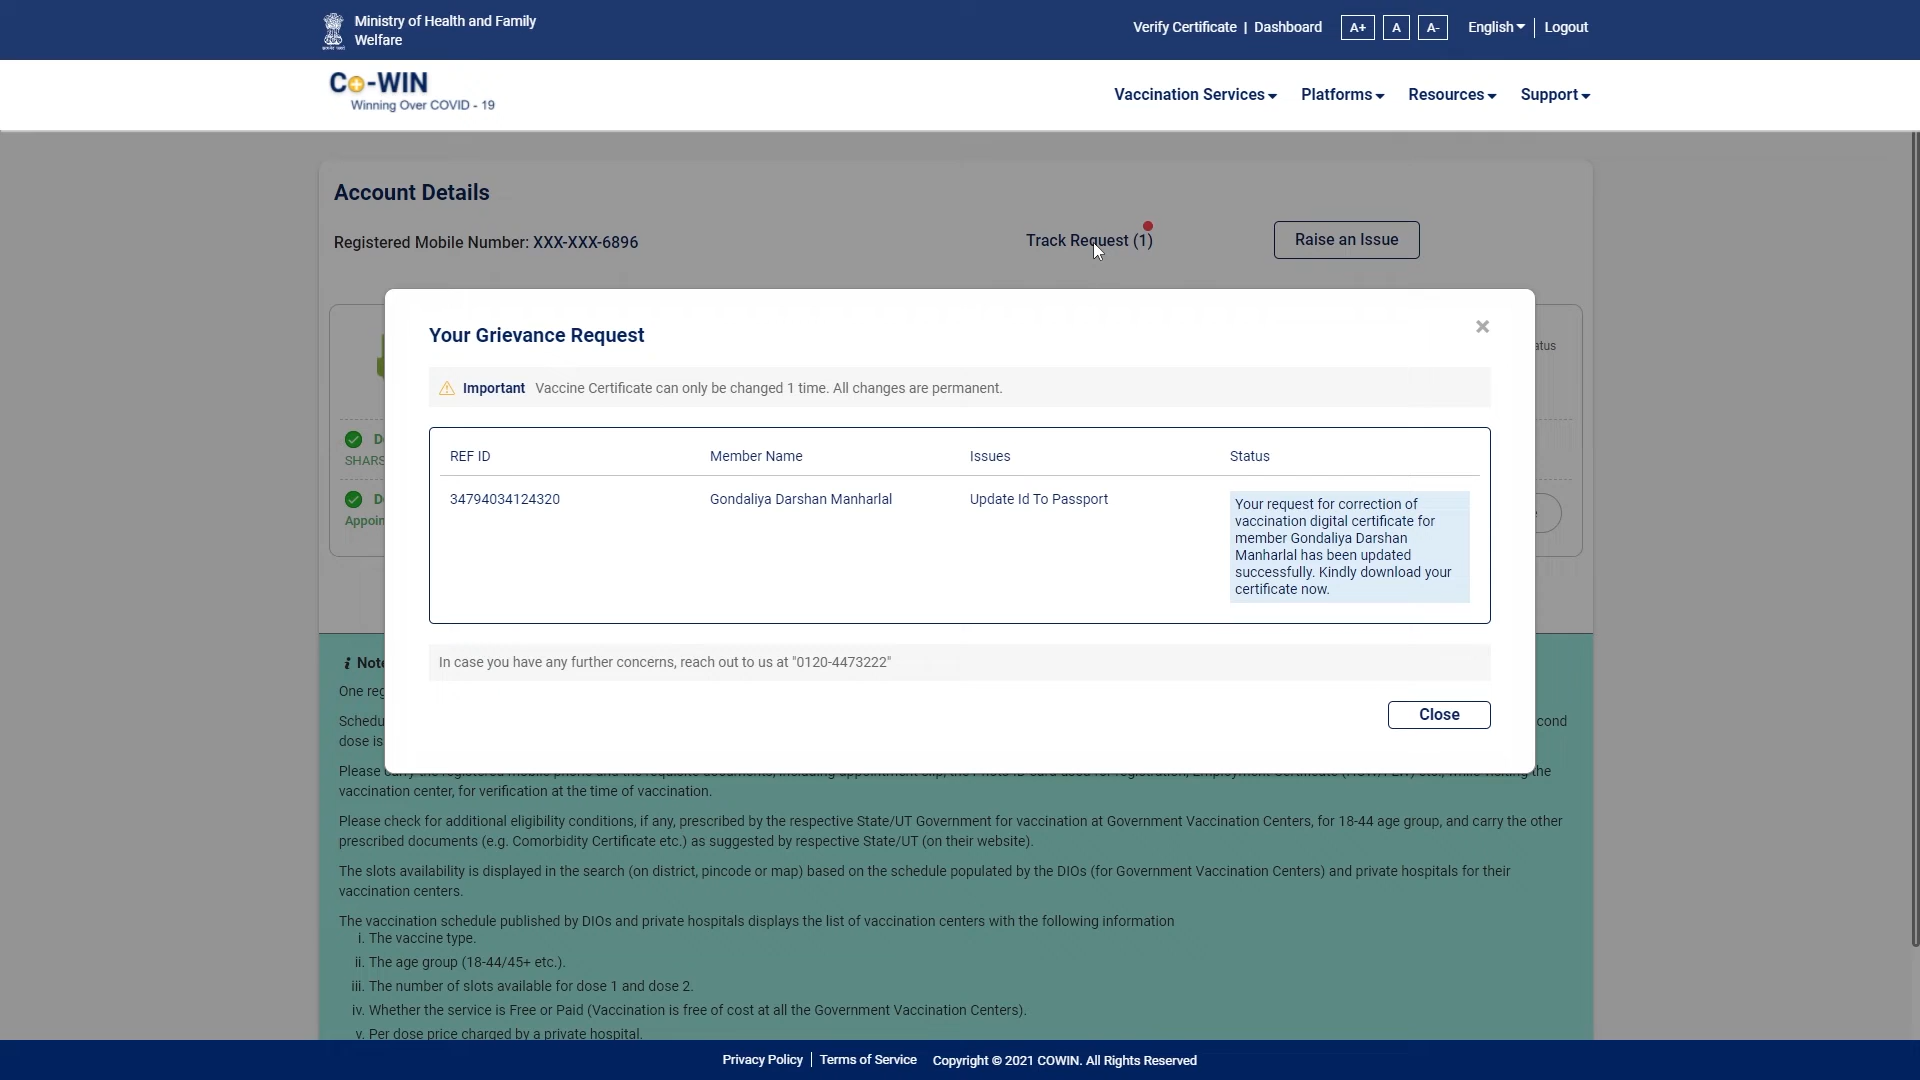 Ministry of Health and Family
Welfare
Verify Certificate | Dashboard A+ A A- English Logout
Co-WIN
Winning Over COVID - 19
Vaccination Services Platforms Resources Support
Account Details
Registered Mobile Number: XXX-XXX-6896
Track Request (1)
Raise an Issue
Your Grievance Request
×
Important Vaccine Certificate can only be changed 1 time. All changes are permanent.
REF ID Member Name Issues Status
34794034124320 Gondaliya Darshan Manharlal Update Id To Passport
Your request for correction of
vaccination digital certificate for
member Gondaliya Darshan
Manharlal has been updated
successfully. Kindly download your
certificate now.
In case you have any further concerns, reach out to us at "0120-4473222"
Close
SHARS
Appoin
i Note
One reg
Schedu
cond
dose is
Please
the
vaccination center, for verification at the time of vaccination.
Please check for additional eligibility conditions, if any, prescribed by the respective State/UT Government for vaccination at Government Vaccination Centers, for 18-44 age group, and carry the other
prescribed documents (e.g. Comorbidity Certificate etc.) as suggested by respective State/UT (on their website).
The slots availability is displayed in the search (on district, pincode or map) based on the schedule populated by the DIOs (for Government Vaccination Centers) and private hospitals for their
vaccination centers.
The vaccination schedule published by DIOs and private hospitals displays the list of vaccination centers with the following information
i. The vaccine type.
ii. The age group (18-44/45+ etc.).
iii. The number of slots available for dose 1 and dose 2.
iv. Whether the service is Free or Paid (Vaccination is free of cost at all the Government Vaccination Centers).
v. Per dose price charged by a private hospital.
Privacy Policy | Terms of Service Copyright © 2021 COWIN. All Rights Reserved